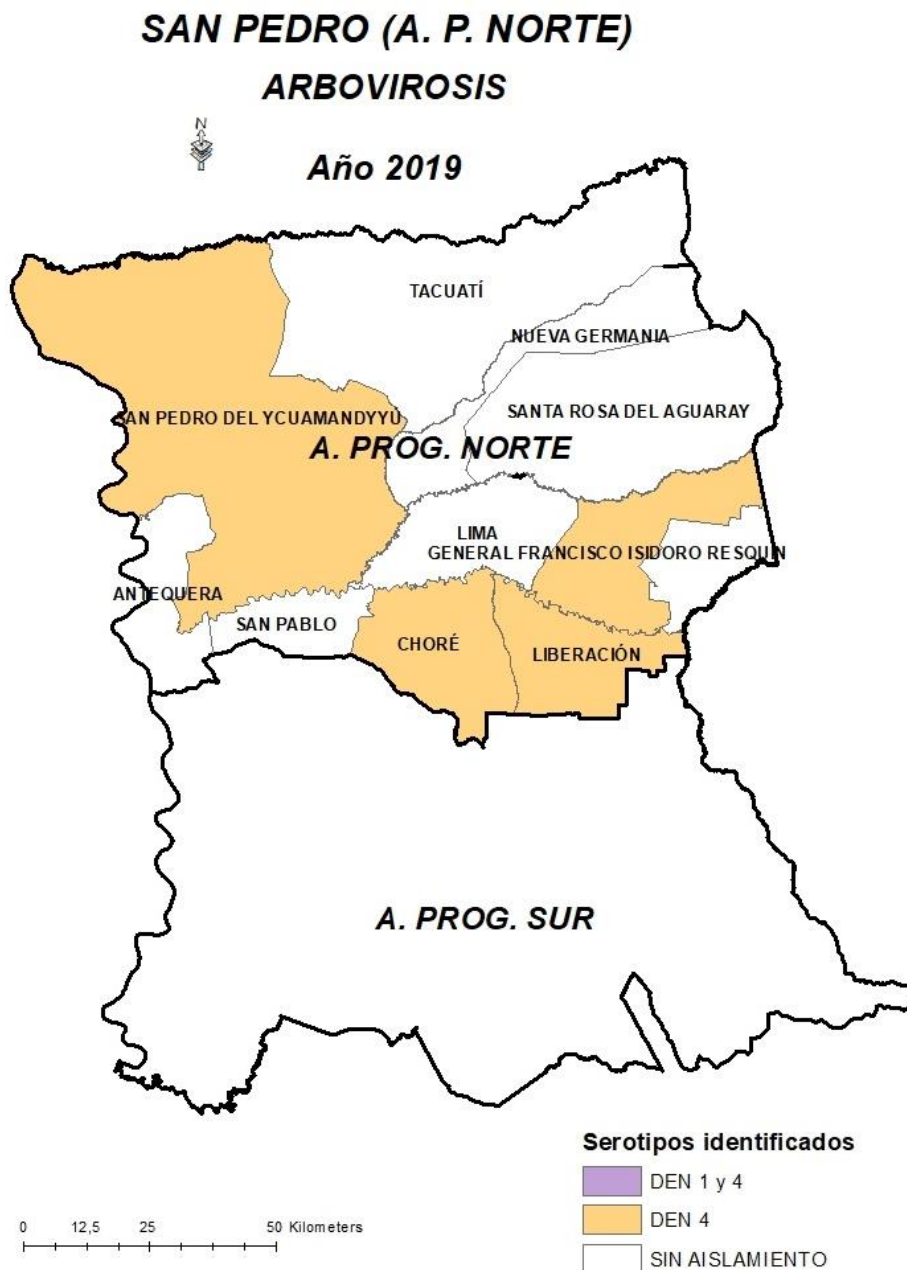 SAN PEDRO (A. P. NORTE)
ARBOVIROSIS
N
Año 2019
TACUATÍ
NUEVA GERMANIA
SANTA ROSA DEL AGUARAY
SAN PEDRO DEL YCUAMANDYYÚ
A. PROG. NORTE
LIMA
GENERAL FRANCISCO ISIDORO RESQUÍN
ANTEQUERA
SAN PABLO
CHORÉ
LIBERACIÓN
A. PROG. SUR
Serotipos identificados
DEN 1 y 4
DEN 4
SIN AISLAMIENTO
0 12,5 25 50 Kilometers